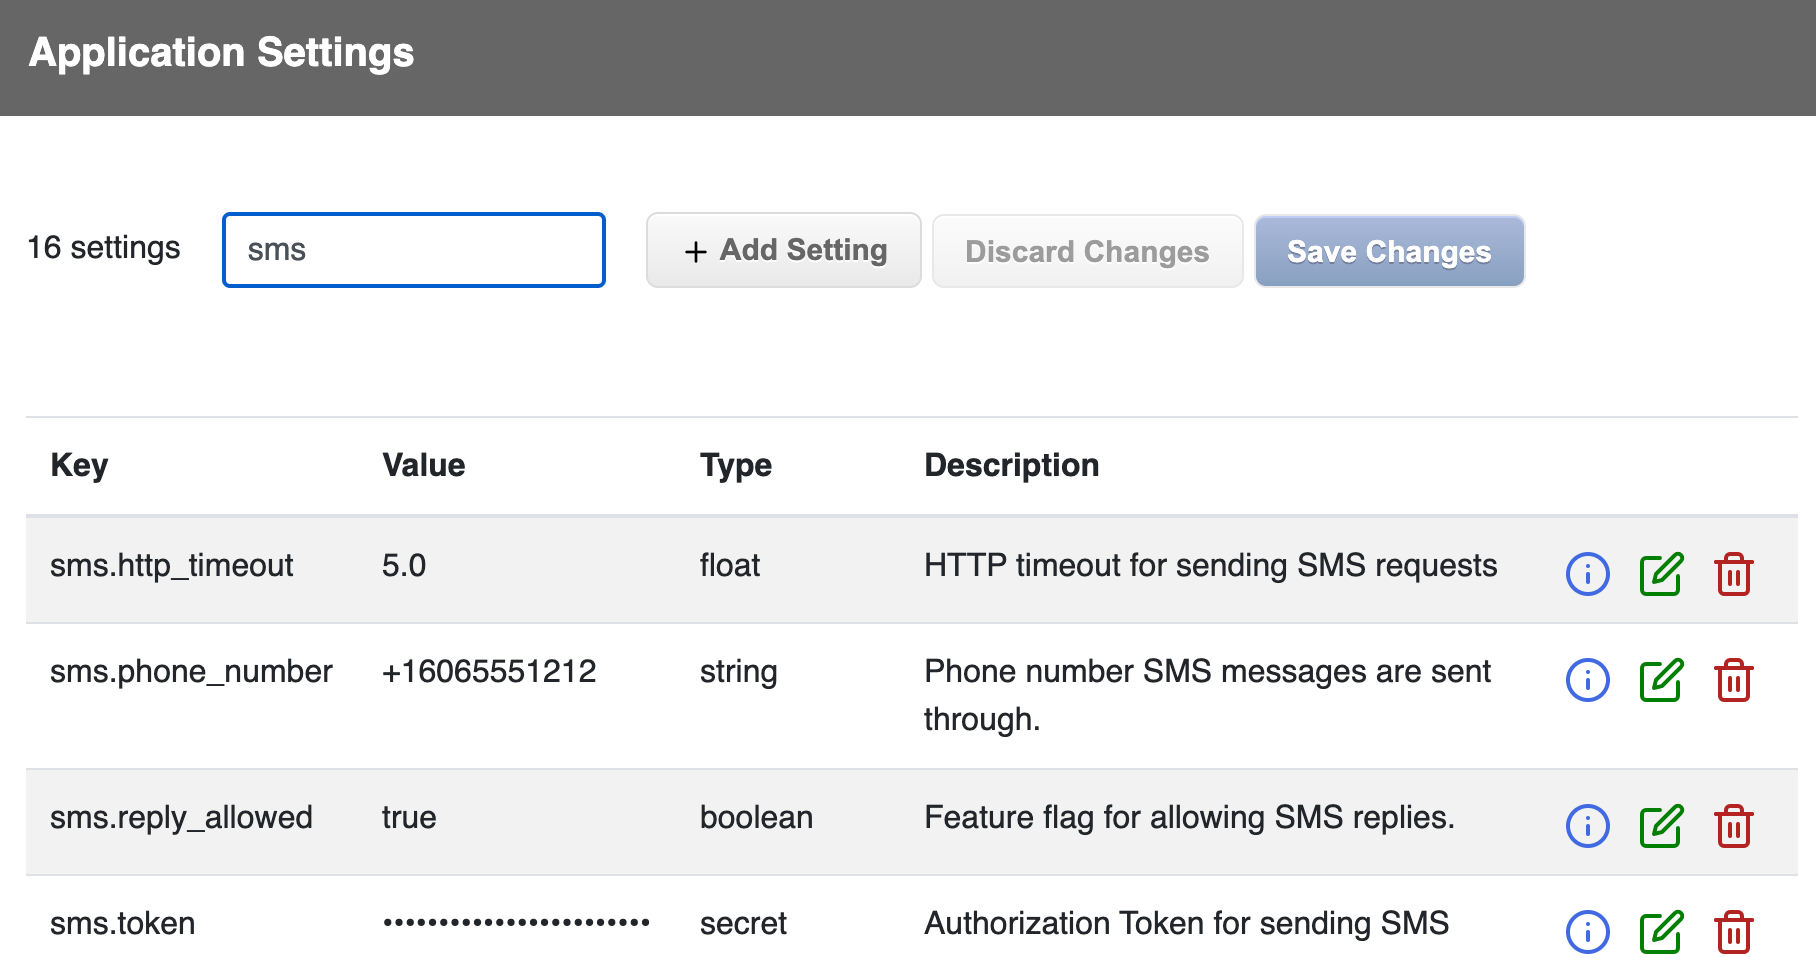 Application Settings
16 settings
sms
+ Add Setting
Discard Changes
Save Changes
Key Value Type Description
sms.http_timeout 5.0 float HTTP timeout for sending SMS requests
sms.phone_number +16065551212 string Phone number SMS messages are sent
through.
sms.reply_allowed true boolean Feature flag for allowing SMS replies.
sms.token •••••••••••••••••••••••• secret Authorization Token for sending SMS